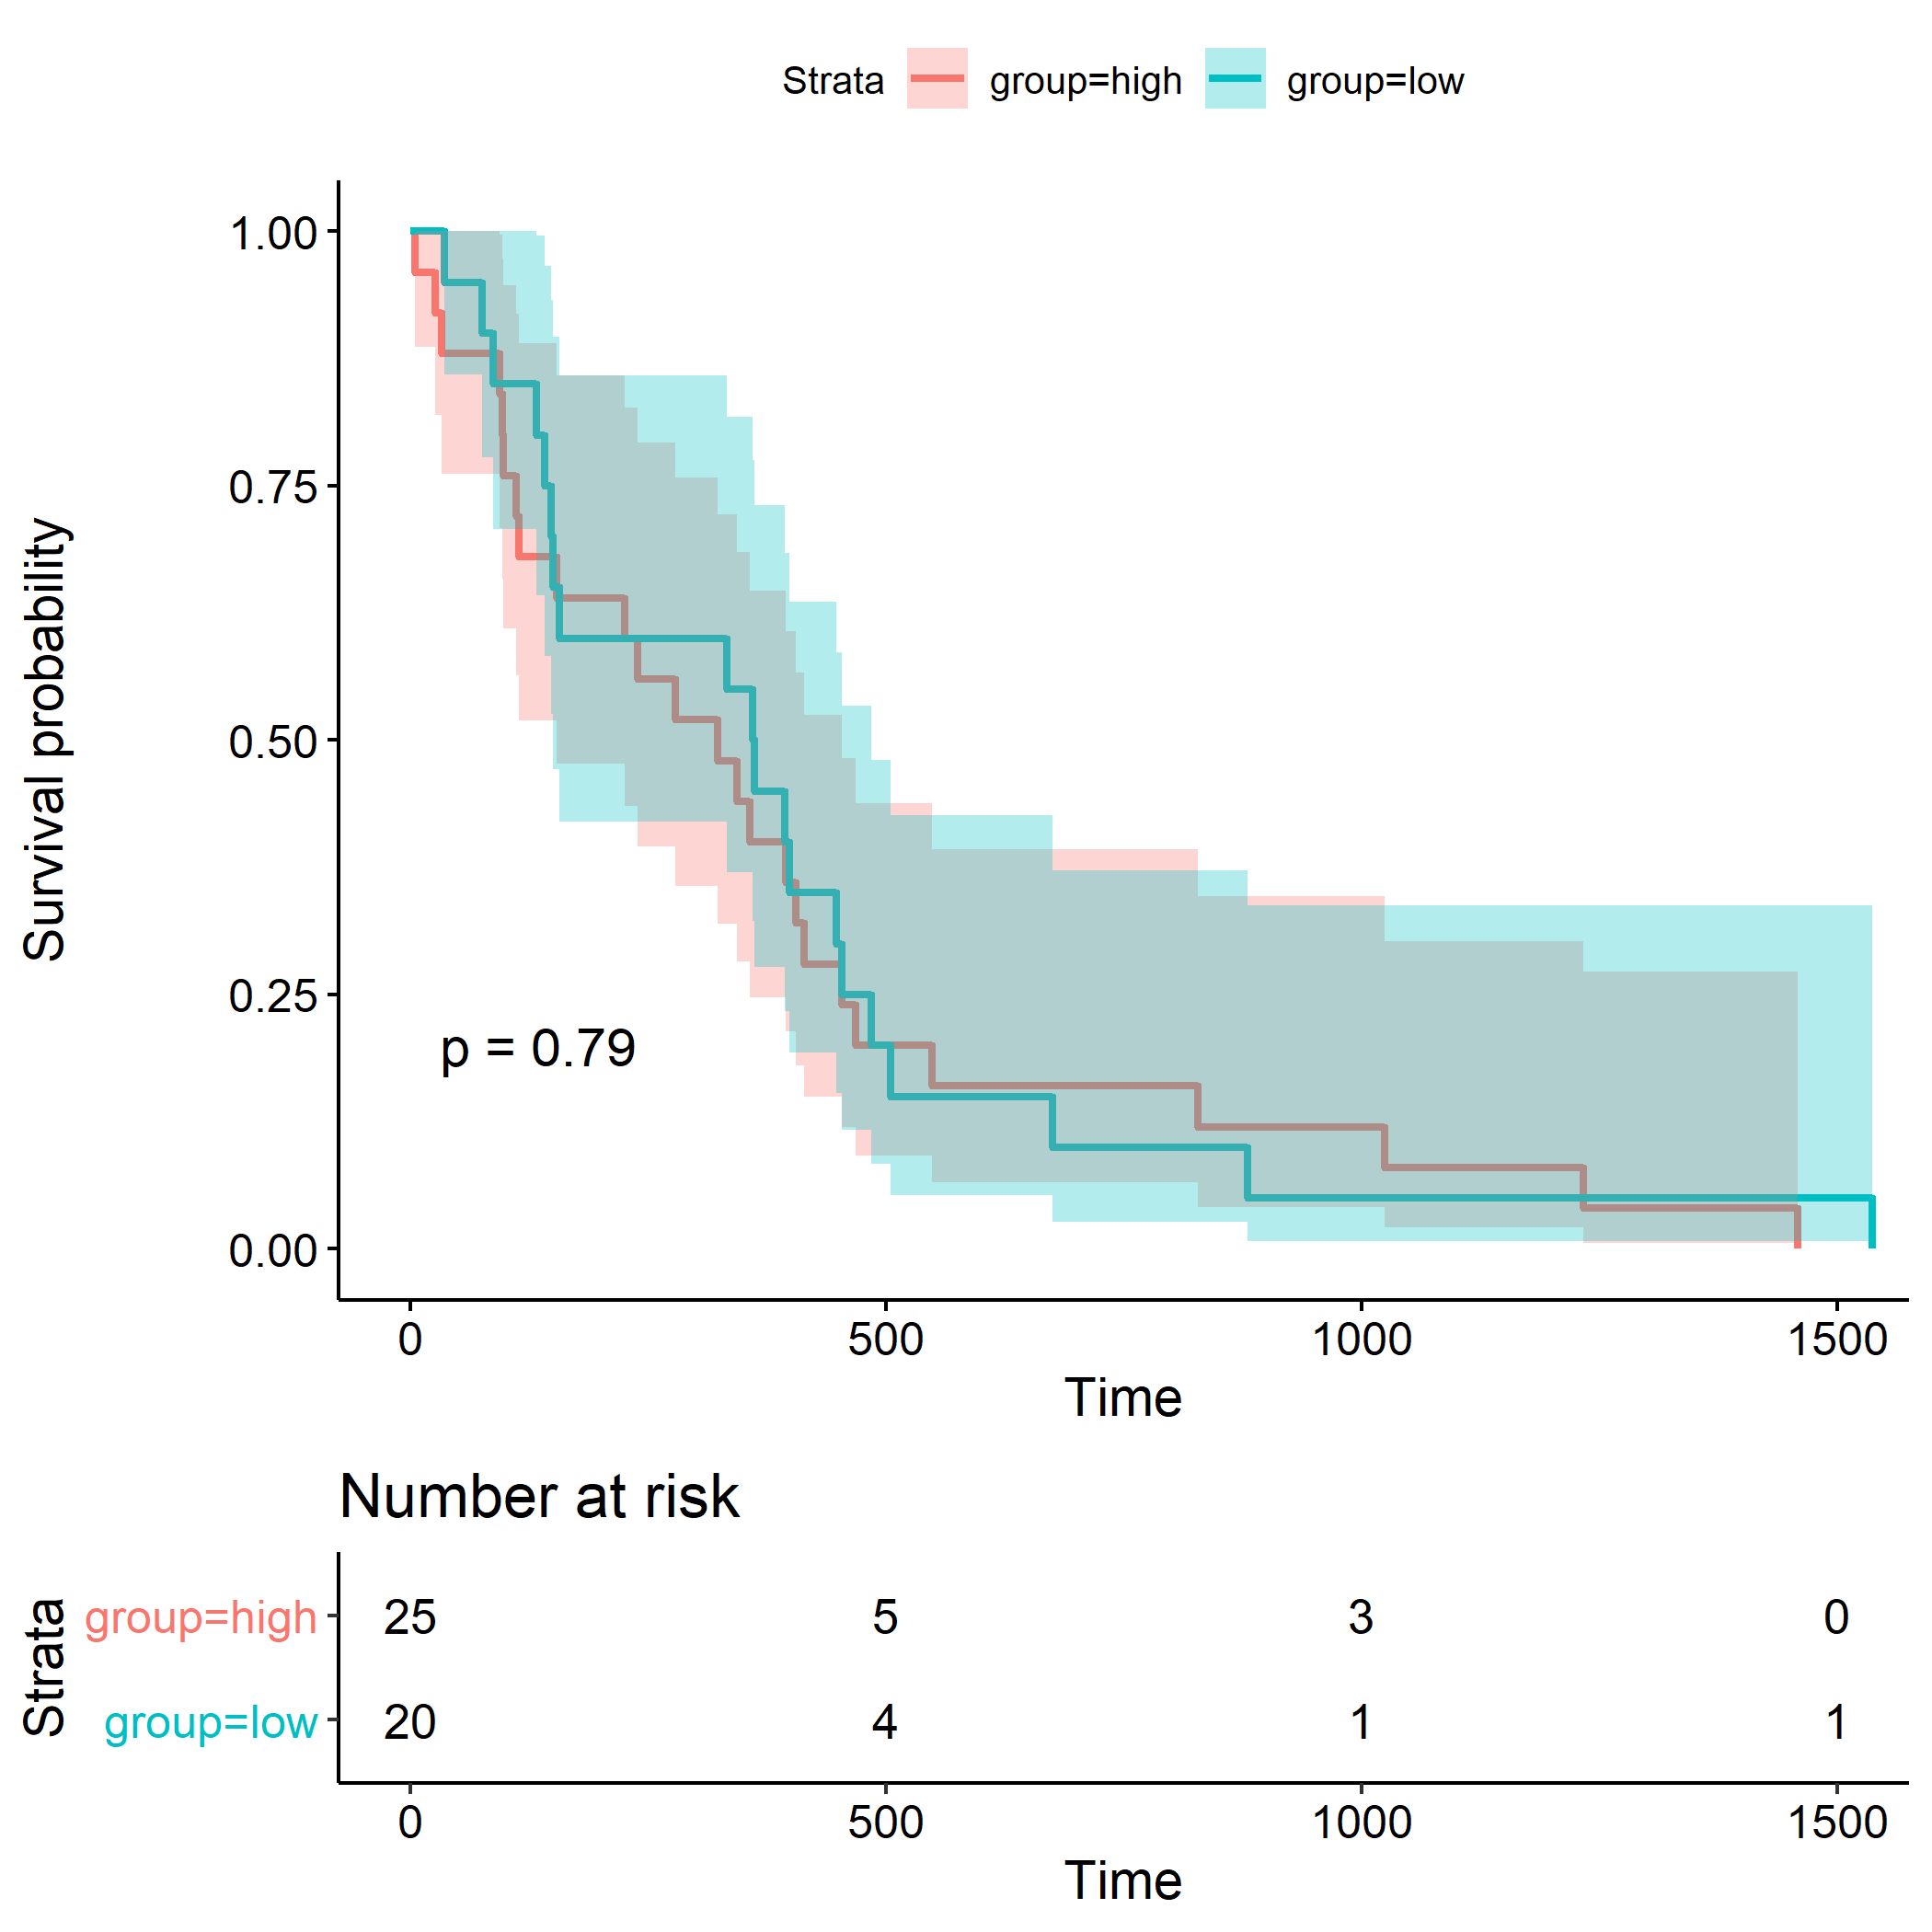 Strata group=high group=low
1.00
0.75
0.50
0.25
0.00
Survival probability
p = 0.79
0 500 1000 1500
Time
Number at risk
Strata
group=high 25 5 3 0
group=low 20 4 1 1
0 500 1000 1500
Time